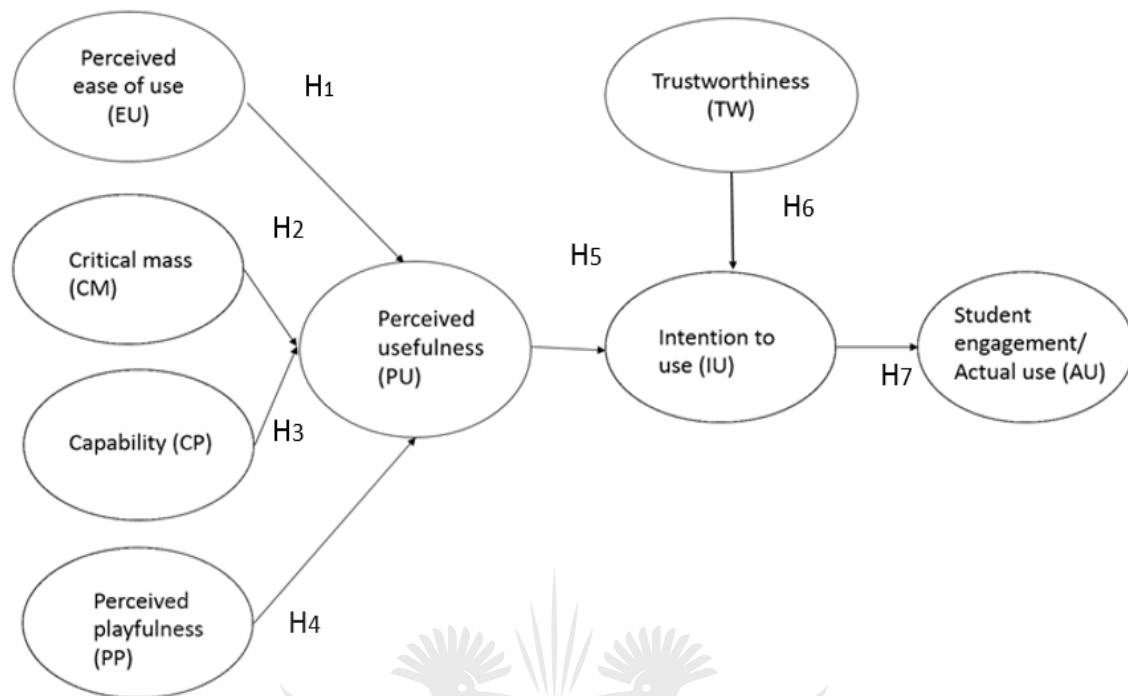 Perceived
ease of use
(EU)
H1
Trustworthiness
(TW)
H6
Critical mass
(CM)
H2
Capability (CP)
H3
Perceived
playfulness
(PP)
H4
Perceived
usefulness
(PU)
H5
Intention to
use (IU)
H7
Student
engagement/
Actual use (AU)